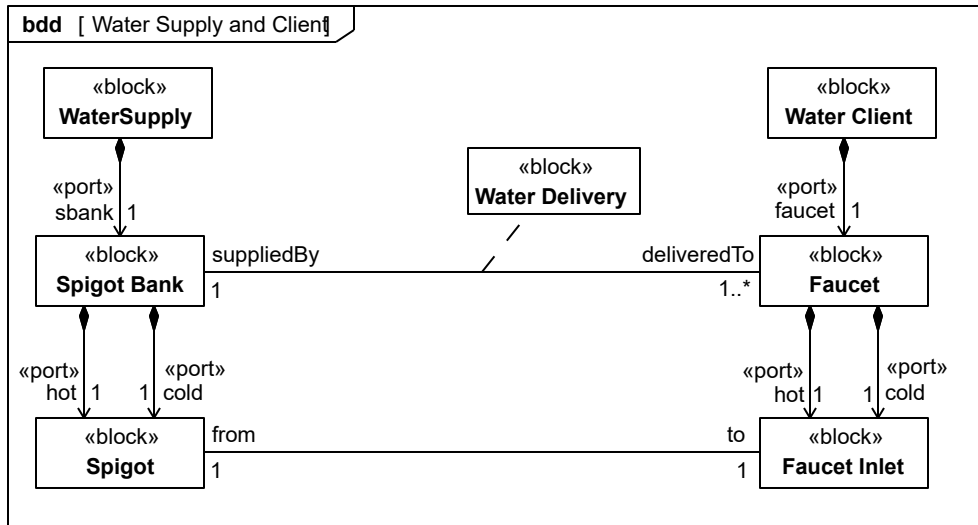 bdd [ Water Supply and Client]
«block»
WaterSupply
«block»
Water Client
«block»
Water Delivery
«port»
sbank 1
«port»
faucet 1
«block»
Spigot Bank
suppliedBy
1
deliveredTo
1..*
«block»
Faucet
«port»
hot 1
«port»
1 cold
«port»
hot 1
«port»
1 cold
«block»
Spigot
from
1
to
1
«block»
Faucet Inlet